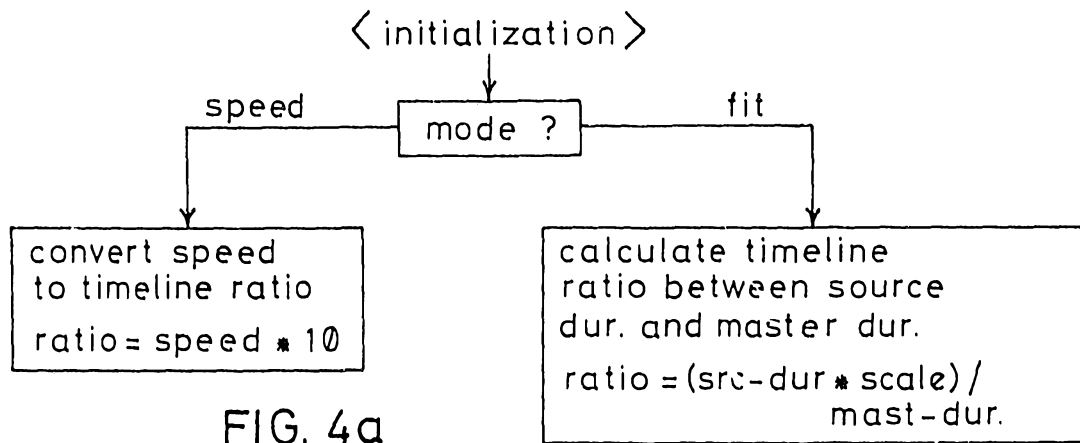 < initialization >
speed
mode ?
fit
convert speed
to timeline ratio
ratio = speed * 10
calculate timeline
ratio between source
dur. and master dur.
ratio = (src-dur * scale) /
mast-dur.
FIG. 4a